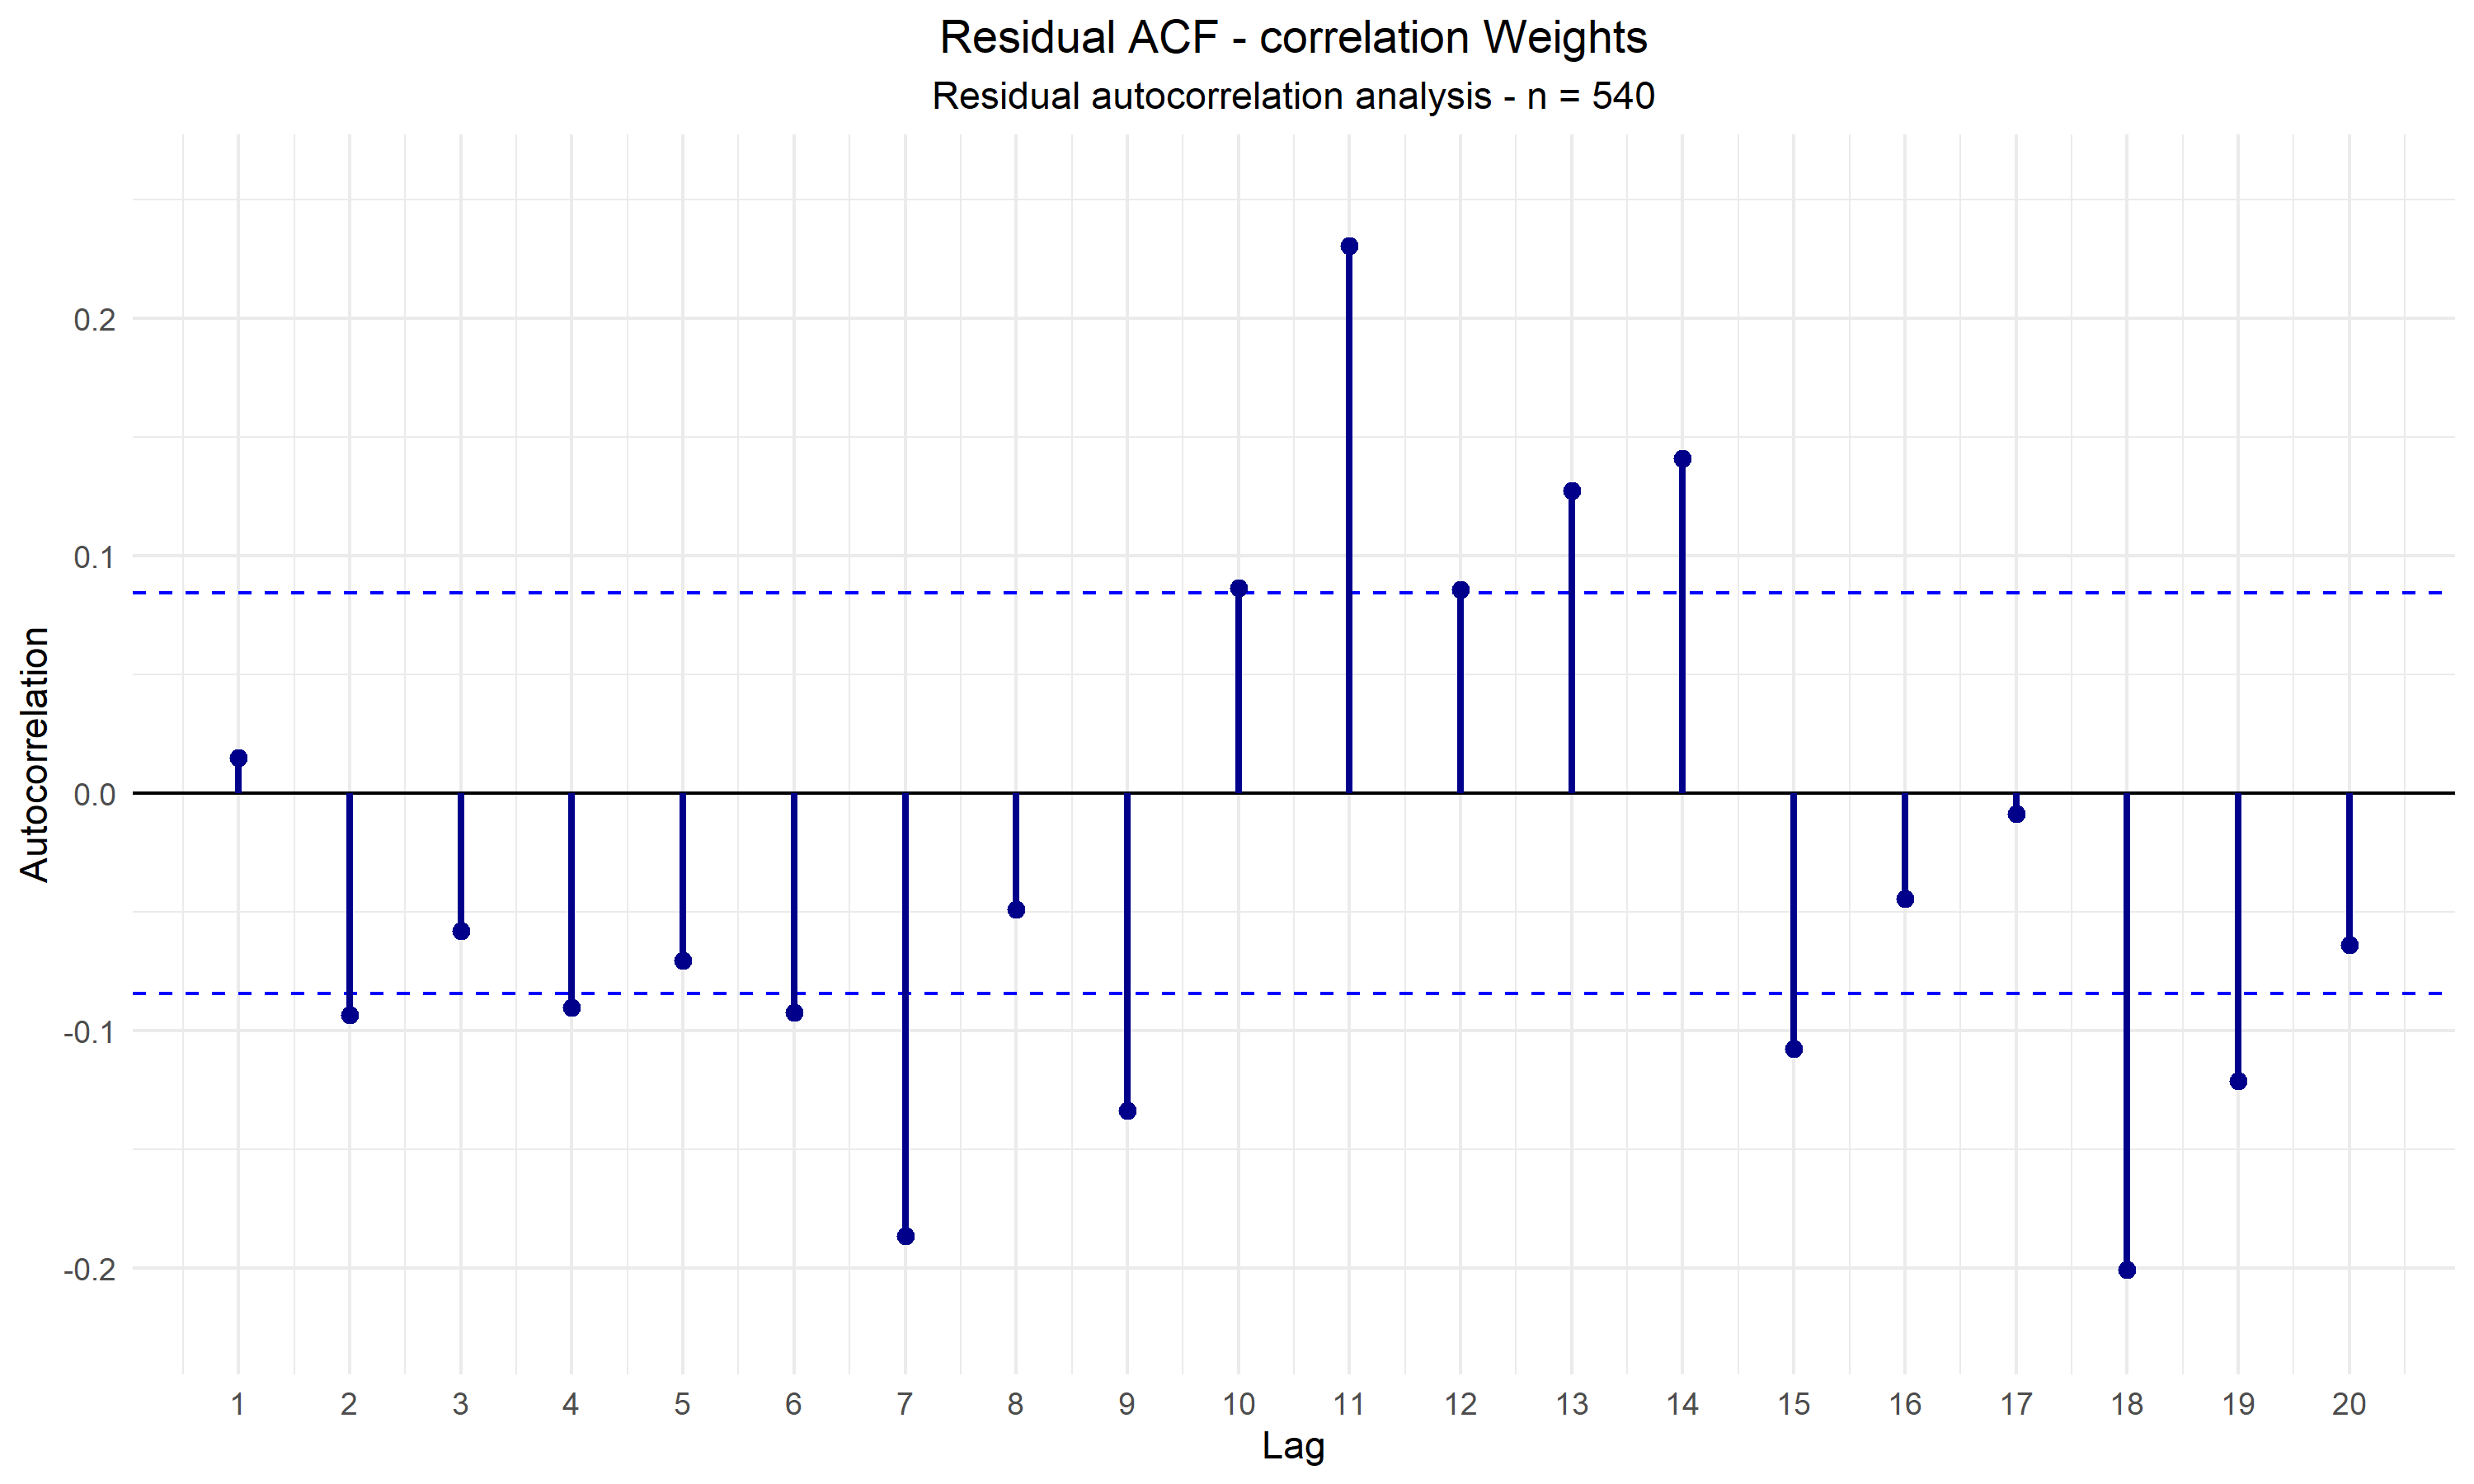 Residual ACF - correlation Weights
Residual autocorrelation analysis - n = 540
Autocorrelation
0.2
0.1
0.0
-0.1
-0.2
1 2 3 4 5 6 7 8 9 10 11 12 13 14 15 16 17 18 19 20
Lag